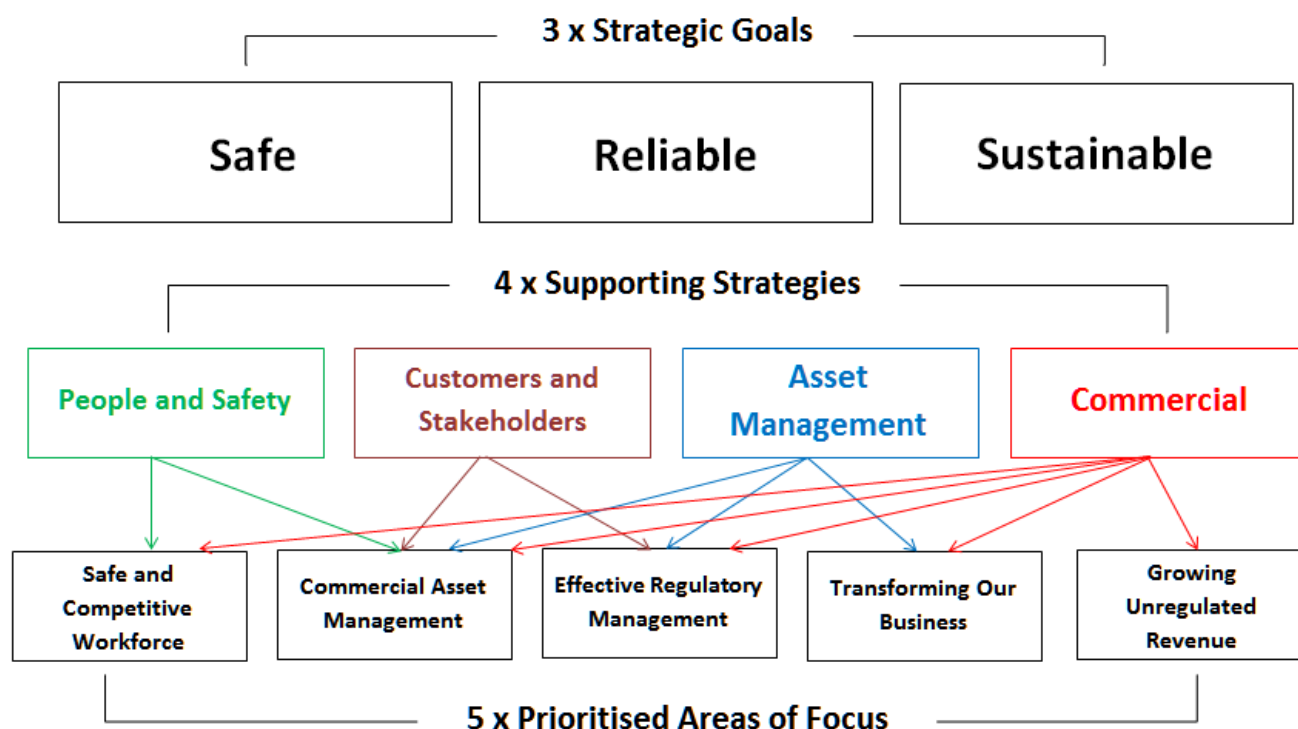 3 x Strategic Goals
Safe
Reliable
Sustainable
4 x Supporting Strategies
People and Safety
Customers and
Stakeholders
Asset
Management
Commercial
Safe and
Competitive
Workforce
Commercial Asset
Management
Effective Regulatory
Management
Transforming Our
Business
Growing
Unregulated
Revenue
5 x Prioritised Areas of Focus